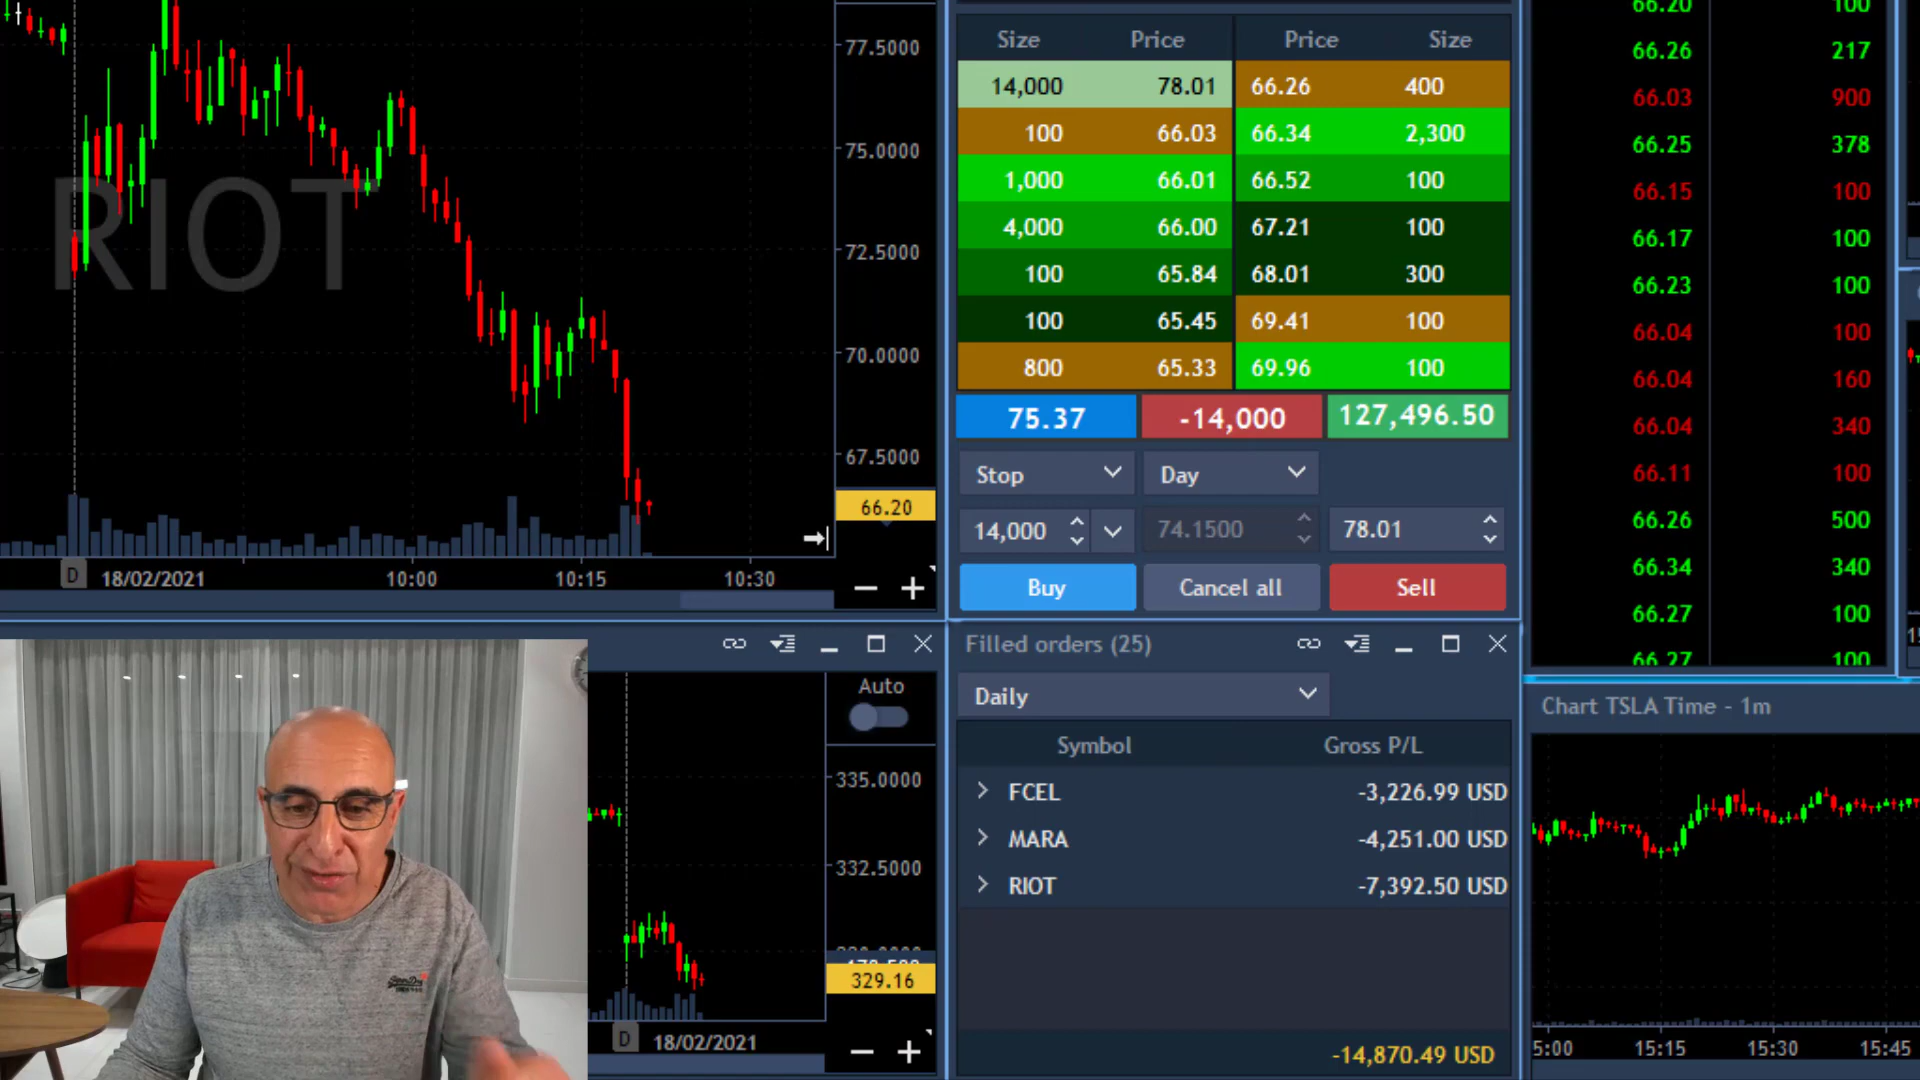 77.5000
75.0000
72.5000
70.0000
67.5000
66.20
RIOT
D 18/02/2021 10:00 10:15 10:30
Size Price Price Size
14,000 78.01 66.26 400
100 66.03 66.34 2,300
1,000 66.01 66.52 100
4,000 66.00 67.21 100
100 65.84 68.01 300
100 65.45 69.41 100
800 65.33 69.96 100
75.37 -14,000 127,496.50
Stop Day
14,000 74.1500 78.01
Buy Cancel all Sell
66.20 100
66.26 217
66.03 900
66.25 378
66.15 100
66.17 100
66.23 100
66.04 100
66.04 160
66.04 340
66.11 100
66.26 500
66.34 340
66.27 100
66.27 100
Auto
335.0000
332.5000
329.16
D 18/02/2021
Filled orders (25)
Daily
Symbol Gross P/L
FCEL -3,226.99 USD
MARA -4,251.00 USD
RIOT -7,392.50 USD
-14,870.49 USD
Chart TSLA Time - 1m
15:15 15:30 15:45